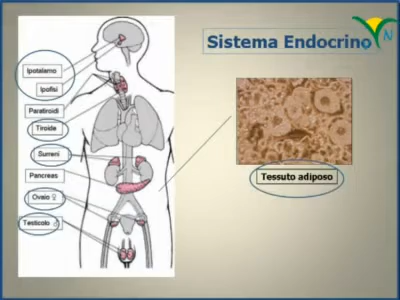 Sistema Endocrino
N
Ipotalamo
Ipofisi
Paratiroidi
Tiroide
Surreni
Pancreas
Ovaio ♀
Testicolo ♂
Tessuto adiposo